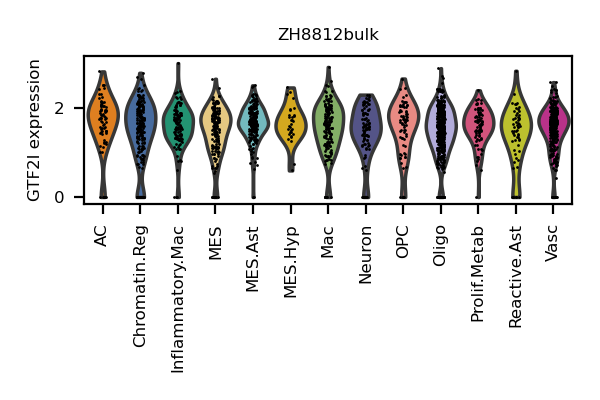 ZH8812bulk
GTF2I expression
2
0
AC
Chromatin.Reg
Inflammatory.Mac
MES
MES.Ast
MES.Hyp
Mac
Neuron
OPC
Oligo
Prolif.Metab
Reactive.Ast
Vasc